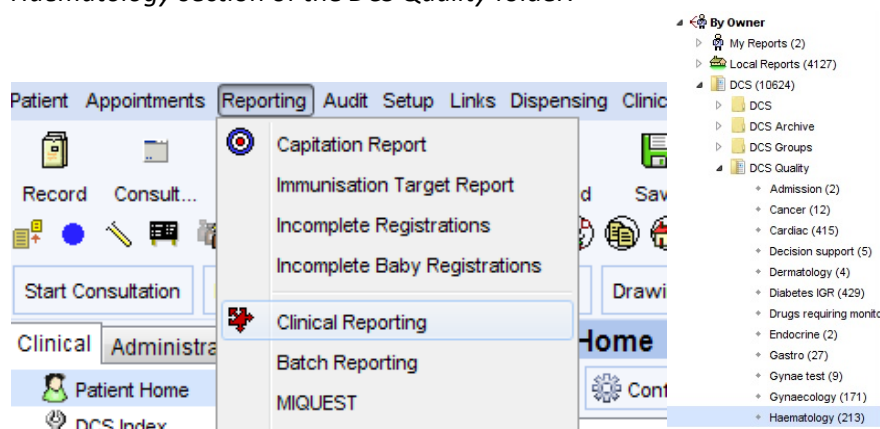 Haematology section of the DCS Quality folder.
Patient Appointments Reporting Audit Setup Links Dispensing Clinic
Record Consult...
Start Consultation
Clinical Administra
Patient Home
DCS Index
Capitation Report
Immunisation Target Report
Incomplete Registrations
Incomplete Baby Registrations
Clinical Reporting
Batch Reporting
MIQUEST
d Sav
Drawi
Home
Conf
By Owner
My Reports (2)
Local Reports (4127)
DCS (10624)
DCS
DCS Archive
DCS Groups
DCS Quality
Admission (2)
Cancer (12)
Cardiac (415)
Decision support (5)
Dermatology (4)
Diabetes IGR (429)
Drugs requiring monito
Endocrine (2)
Gastro (27)
Gynae test (9)
Gynaecology (171)
Haematology (213)